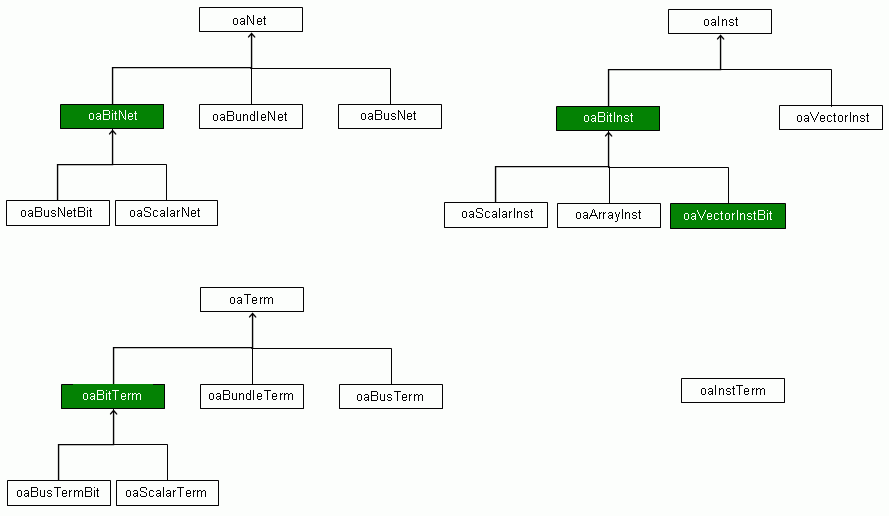 oaNet
oaInst
oaBitNet
oaBundleNet
oaBusNet
oaBitInst
oaVectorInst
oaBusNetBit
oaScalarNet
oaScalarInst
oaArrayInst
oaVectorInstBit
oaTerm
oaBitTerm
oaBundleTerm
oaBusTerm
oaInstTerm
oaBusTermBit
oaScalarTerm